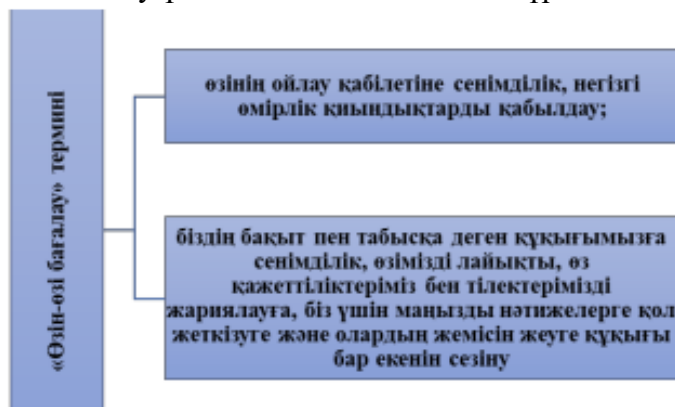 «Өзін-өзі бағалау» термині
өзінің ойлау қабілетіне сенімділік, негізгі
өмірлік қиындықтарды қабылдау;
біздің бақыт пен табысқа деген құқығымызға
сенімділік, өзімізді лайықты, өз
қажеттіліктеріміз бен тілектерімізді
жариялауға, біз үшін маңызды нәтижелерге қол
жеткізуге және олардың жемісін жеуге құқығы
бар екенін сезіну